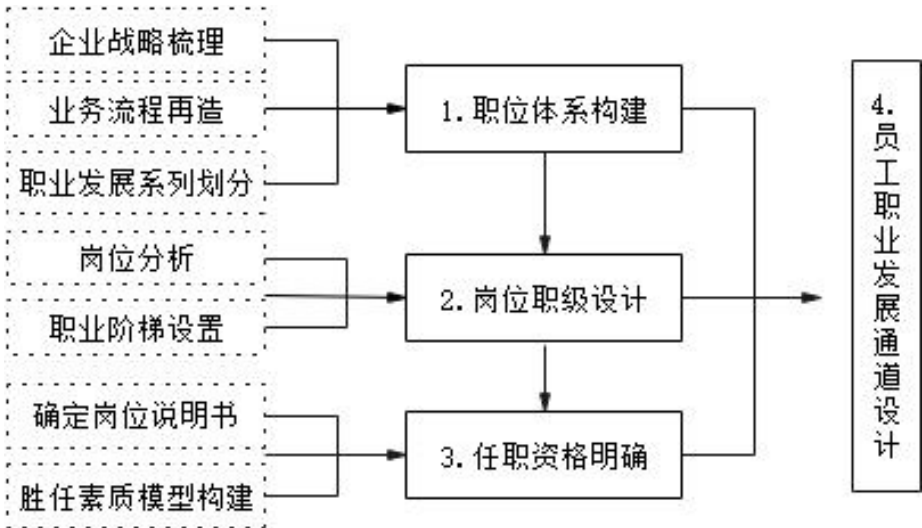 企业战略梳理
业务流程再造
职业发展系列划分
岗位分析
职业阶梯设置
确定岗位说明书
胜任素质模型构建
1.职位体系构建
2.岗位职级设计
3.任职资格明确
4.员工职业发展通道设计